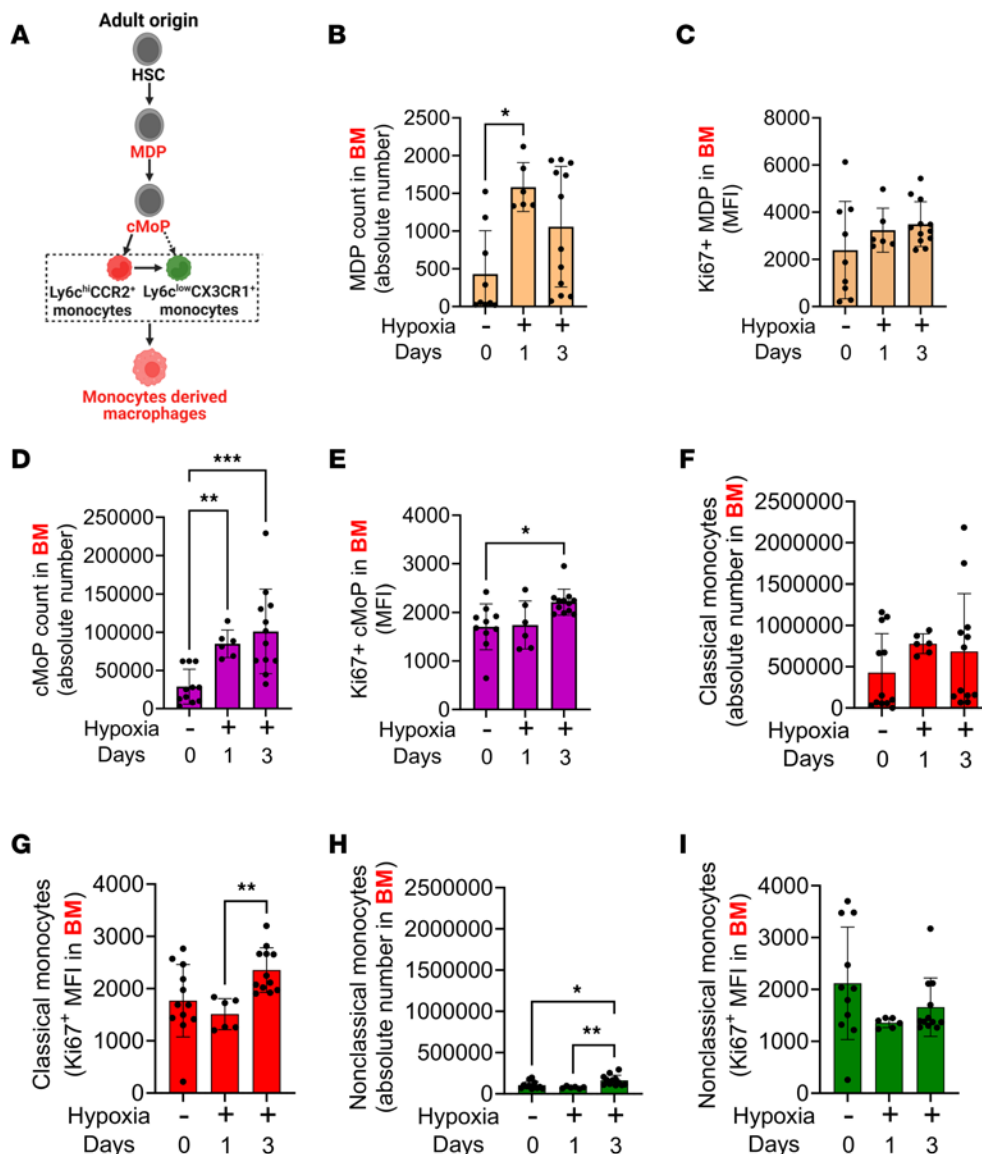 A
Adult origin
HSC
MDP
cMoP
Ly6c^hiCCR2^+ Ly6c^lowCX3CR1^+
monocytes monocytes
Monocytes derived
macrophages
B
MDP count in BM
(absolute number)
2500
2000
1500
1000
500
0
*
Hypoxia - + +
Days 0 1 3
C
Ki67+ MDP in BM
(MFI)
8000
6000
4000
2000
0
Hypoxia - + +
Days 0 1 3
D
cMoP count in BM
(absolute number)
250000
200000
150000
100000
50000
0
***
**
Hypoxia - + +
Days 0 1 3
E
Ki67+ cMoP in BM
(MFI)
4000
3000
2000
1000
0
*
Hypoxia - + +
Days 0 1 3
F
Classical monocytes
(absolute number in BM)
2500000
2000000
1500000
1000000
500000
0
Hypoxia - + +
Days 0 1 3
G
Classical monocytes
(Ki67^+ MFI in BM)
4000
3000
2000
1000
0
**
Hypoxia - + +
Days 0 1 3
H
Nonclassical monocytes
(absolute number in BM)
2500000
2000000
1500000
1000000
500000
0
*
**
Hypoxia - + +
Days 0 1 3
I
Nonclassical monocytes
(Ki67^+ MFI in BM)
4000
3000
2000
1000
0
Hypoxia - + +
Days 0 1 3